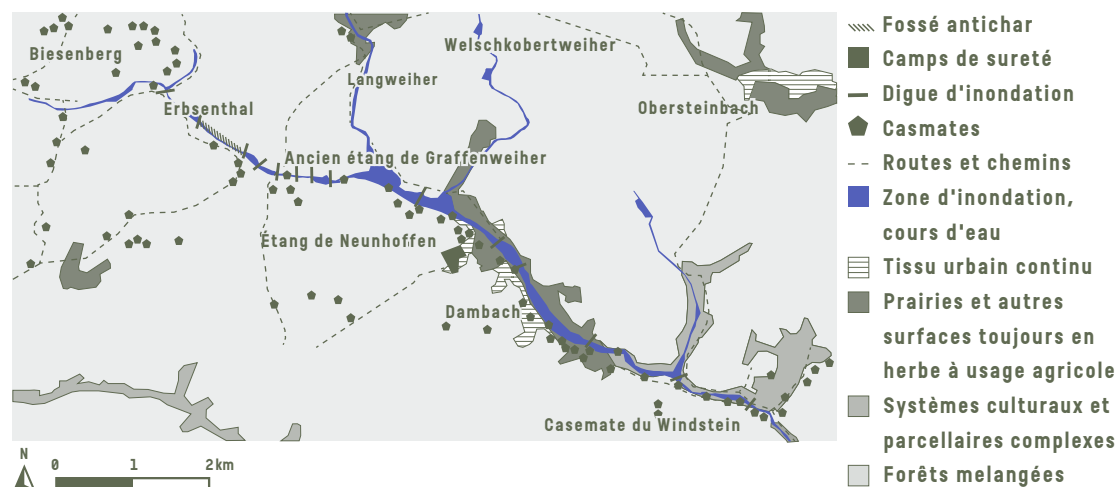 Biesenberg
Welschkobertweiher
Langweiher
Erbsenthal
Obersteinbach
Ancien étang de Graffenweiher
Étang de Neunhoffen
Dambach
Casemate du Windstein
N
0 1 2km
Fossé antichar
Camps de sureté
Digue d'inondation
Casmates
Routes et chemins
Zone d'inondation,
cours d'eau
Tissu urbain continu
Prairies et autres
surfaces toujours en
herbe à usage agricole
Systèmes culturaux et
parcellaires complexes
Forêts melangées